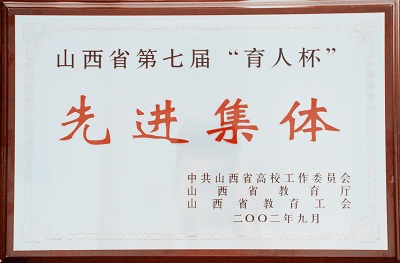 山西省第七届“育人杯”
先进集体
中共山西省高校工作委员会
山西省教育厅
山西省教育工会
二〇〇二年九月